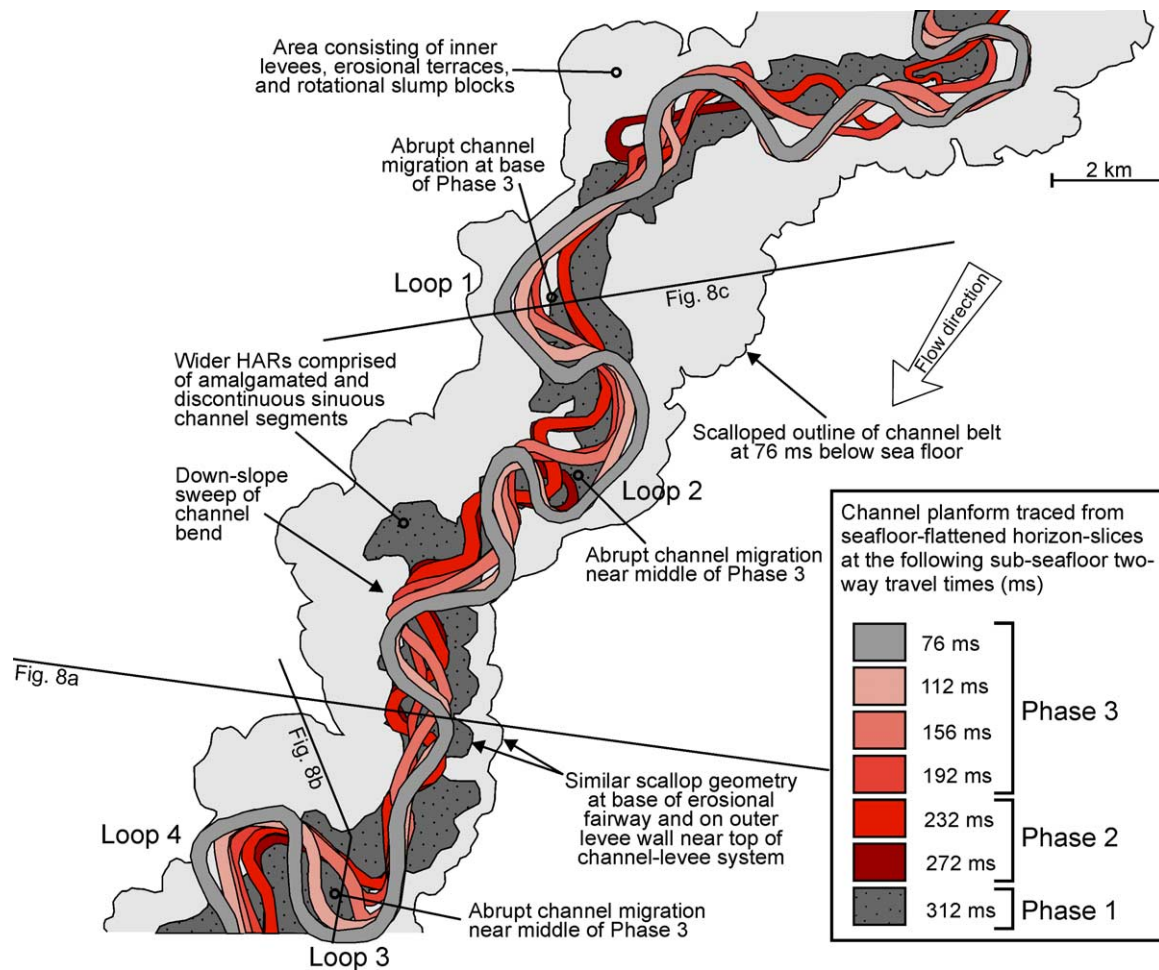 Area consisting of inner
levees, erosional terraces,
and rotational slump blocks
Abrupt channel
migration at base
of Phase 3
2 km
Loop 1
Fig. 8c
Flow direction
Wider HARs comprised
of amalgamated and
discontinuous sinuous
channel segments
Scalloped outline of channel belt
at 76 ms below sea floor
Down-slope
sweep of
channel
bend
Loop 2
Abrupt channel migration
near middle of Phase 3
Fig. 8a
Fig. 8b
Similar scallop geometry
at base of erosional
fairway and on outer
levee wall near top of
channel-levee system
Loop 4
Abrupt channel migration
near middle of Phase 3
Loop 3
Channel planform traced from
seafloor-flattened horizon-slices
at the following sub-seafloor two-
way travel times (ms)
76 ms
112 ms
156 ms
192 ms
Phase 3
232 ms
272 ms
Phase 2
312 ms
Phase 1